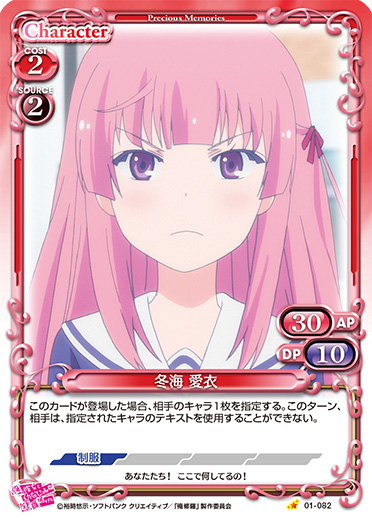 Precious Memories
Character
COST
2
SOURCE
2
30 AP
DP 10
冬海 愛衣
このカードが登場した場合、相手のキャラ1枚を指定する。このターン、
相手は、指定されたキャラのテキストを使用することができない。
制服
あなたたち! ここで何してるの!
©裕時悠示・ソフトバンク クリエイティブ/「俺修羅」製作委員会
01-082